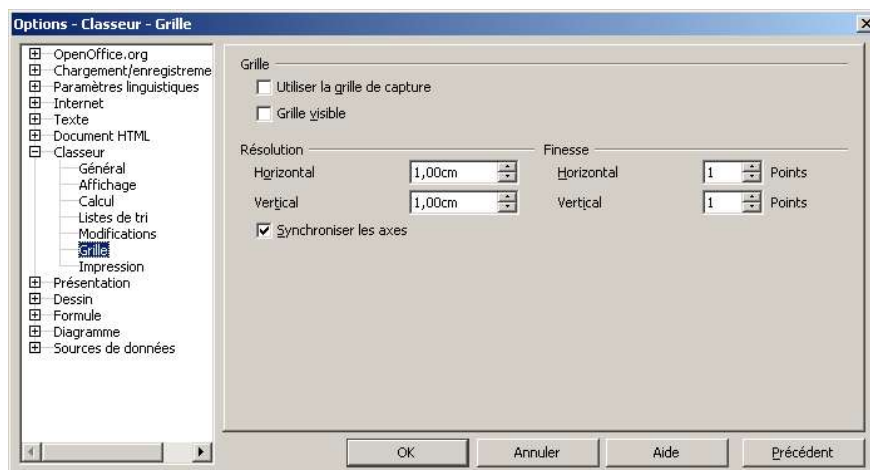 Options - Classeur - Grille
OpenOffice.org
Chargement/enregistreme
Paramètres linguistiques
Internet
Texte
Document HTML
Classeur
Général
Affichage
Calcul
Listes de tri
Modifications
Grille
Impression
Présentation
Dessin
Formule
Diagramme
Sources de données
Grille
Utiliser la grille de capture
Grille visible
Résolution
Horizontal 1,00cm
Vertical 1,00cm
Synchroniser les axes
Finesse
Horizontal 1 Points
Vertical 1 Points
OK Annuler Aide Précédent